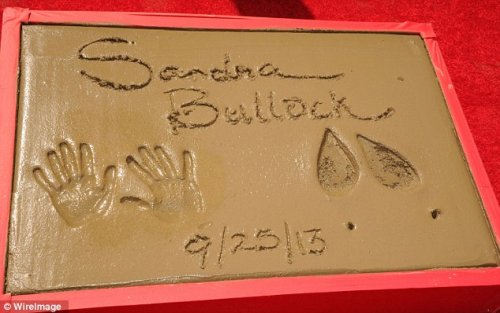 Sandra
Bullock
9/25/13
© WireImage